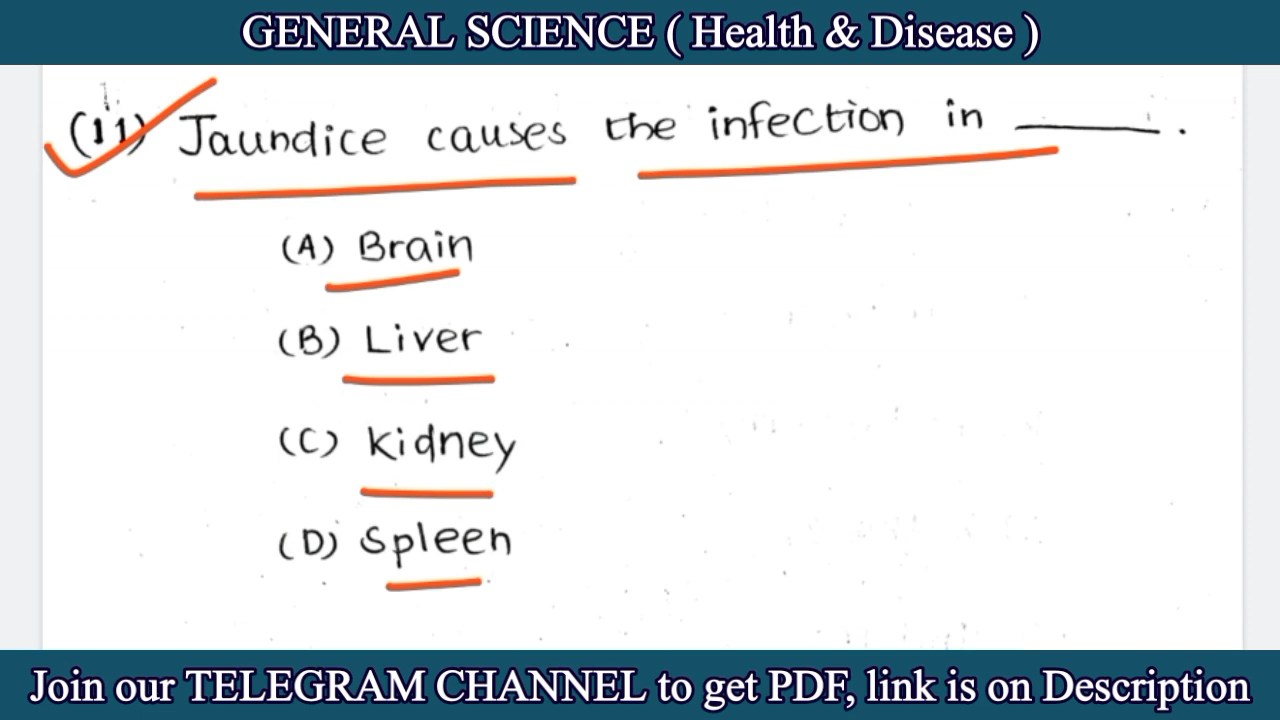 GENERAL SCIENCE ( Health & Disease )
(11) Jaundice causes the infection in ______.
(A) Brain
(B) Liver
(C) Kidney
(D) Spleen
Join our TELEGRAM CHANNEL to get PDF, link is on Description